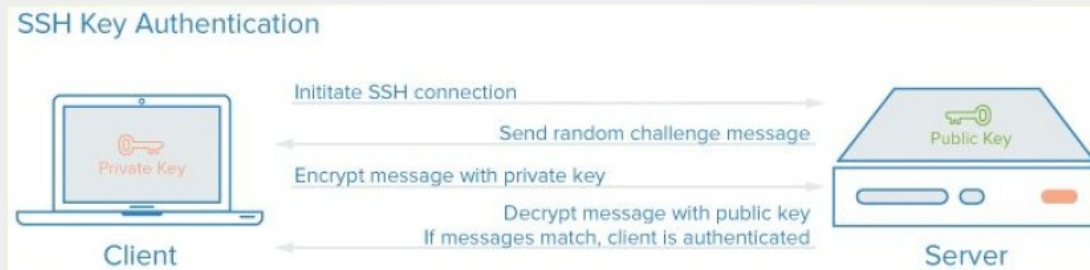 SSH Key Authentication
Inititate SSH connection
Send random challenge message
Public Key
Private Key
Encrypt message with private key
Decrypt message with public key
If messages match, client is authenticated
Client
Server